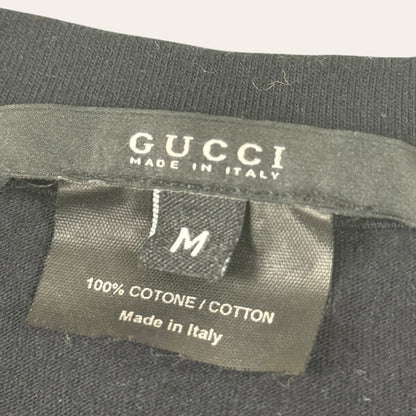 GUCCI
MADE IN ITALY
M
100% COTONE / COTTON
Made in Italy